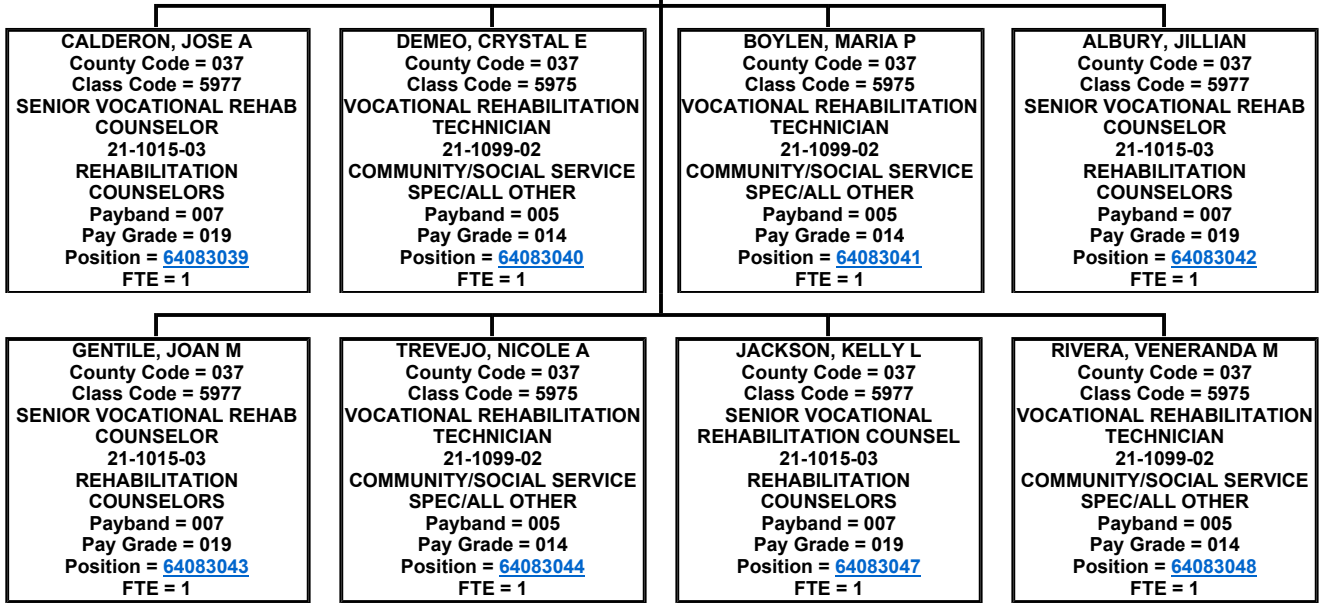 CALDERON, JOSE A
County Code = 037
Class Code = 5977
SENIOR VOCATIONAL REHAB
COUNSELOR
21-1015-03
REHABILITATION
COUNSELORS
Payband = 007
Pay Grade = 019
Position = 64083039
FTE = 1
DEMEO, CRYSTAL E
County Code = 037
Class Code = 5975
VOCATIONAL REHABILITATION
TECHNICIAN
21-1099-02
COMMUNITY/SOCIAL SERVICE
SPEC/ALL OTHER
Payband = 005
Pay Grade = 014
Position = 64083040
FTE = 1
BOYLEN, MARIA P
County Code = 037
Class Code = 5975
VOCATIONAL REHABILITATION
TECHNICIAN
21-1099-02
COMMUNITY/SOCIAL SERVICE
SPEC/ALL OTHER
Payband = 005
Pay Grade = 014
Position = 64083041
FTE = 1
ALBURY, JILLIAN
County Code = 037
Class Code = 5977
SENIOR VOCATIONAL REHAB
COUNSELOR
21-1015-03
REHABILITATION
COUNSELORS
Payband = 007
Pay Grade = 019
Position = 64083042
FTE = 1
GENTILE, JOAN M
County Code = 037
Class Code = 5977
SENIOR VOCATIONAL REHAB
COUNSELOR
21-1015-03
REHABILITATION
COUNSELORS
Payband = 007
Pay Grade = 019
Position = 64083043
FTE = 1
TREVEJO, NICOLE A
County Code = 037
Class Code = 5975
VOCATIONAL REHABILITATION
TECHNICIAN
21-1099-02
COMMUNITY/SOCIAL SERVICE
SPEC/ALL OTHER
Payband = 005
Pay Grade = 014
Position = 64083044
FTE = 1
JACKSON, KELLY L
County Code = 037
Class Code = 5977
SENIOR VOCATIONAL
REHABILITATION COUNSEL
21-1015-03
REHABILITATION
COUNSELORS
Payband = 007
Pay Grade = 019
Position = 64083047
FTE = 1
RIVERA, VENERANDA M
County Code = 037
Class Code = 5975
VOCATIONAL REHABILITATION
TECHNICIAN
21-1099-02
COMMUNITY/SOCIAL SERVICE
SPEC/ALL OTHER
Payband = 005
Pay Grade = 014
Position = 64083048
FTE = 1